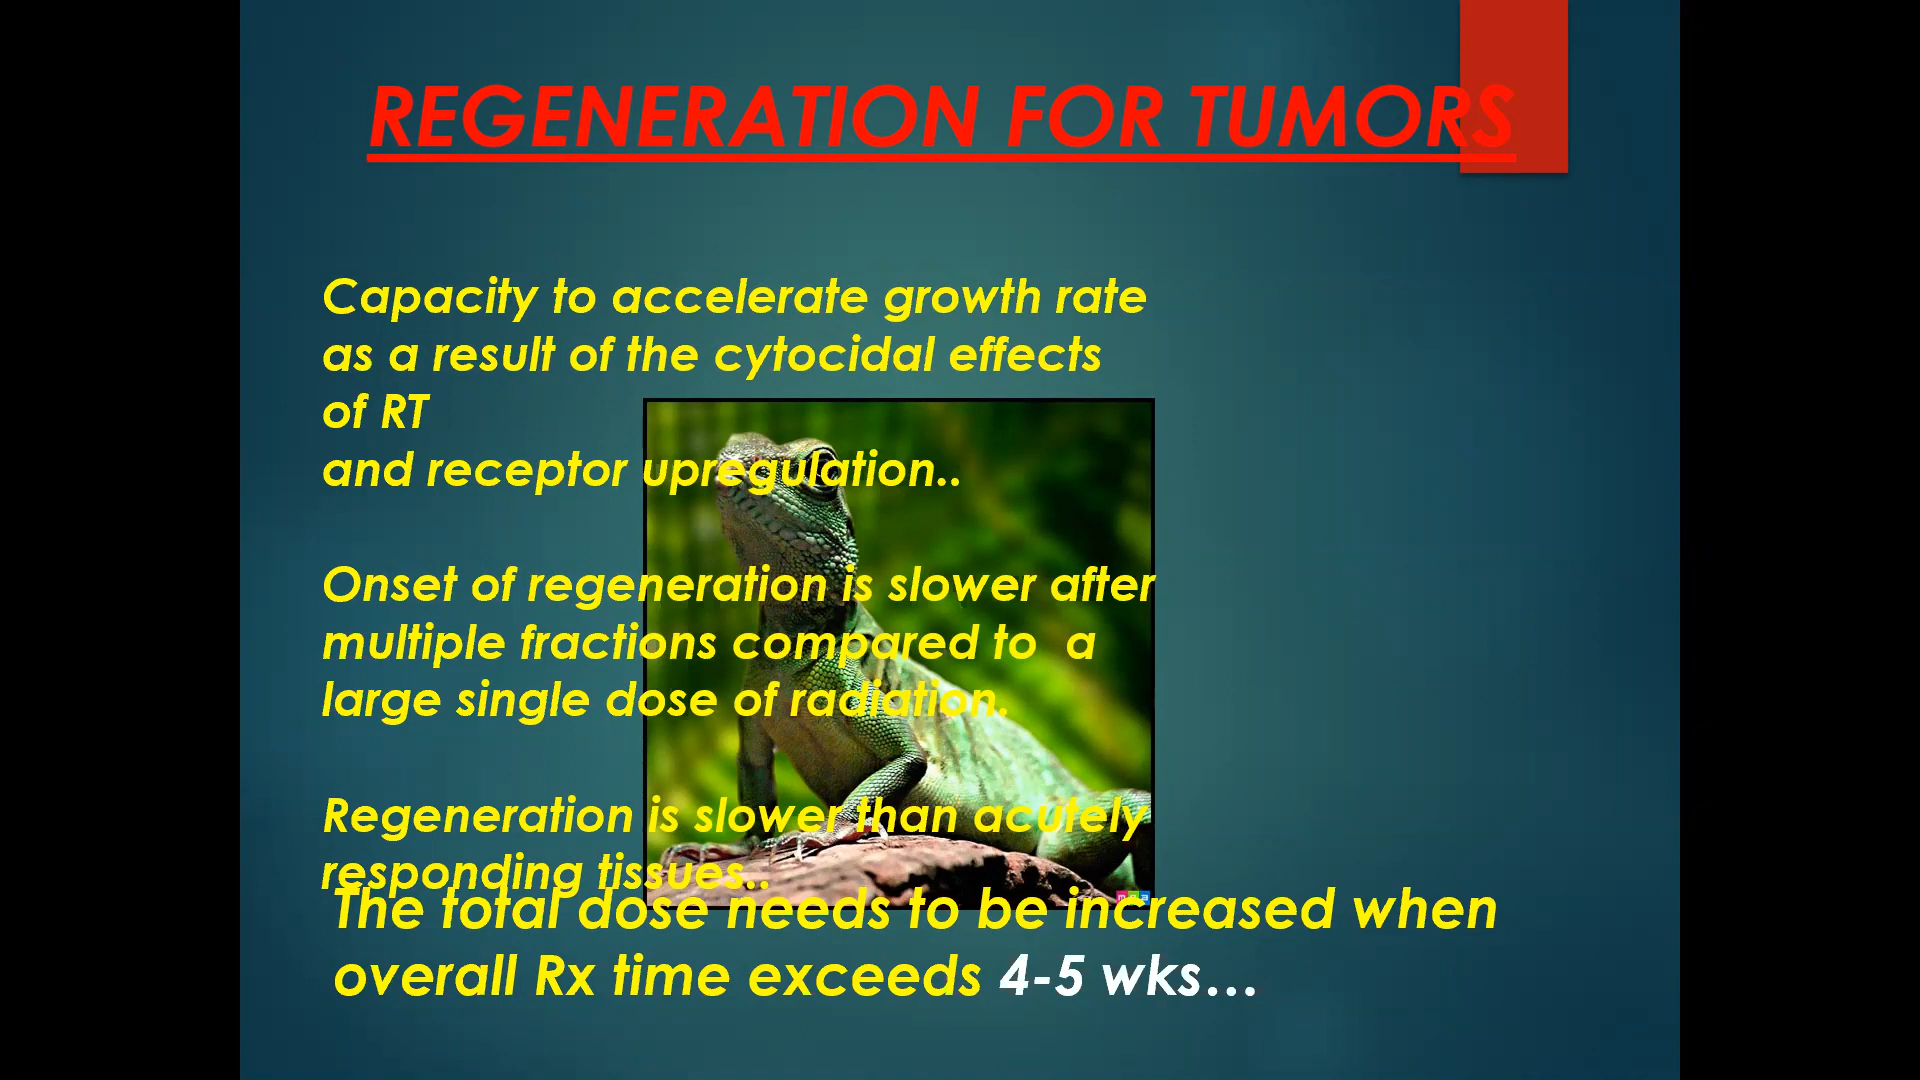 REGENERATION FOR TUMORS
Capacity to accelerate growth rate
as a result of the cytocidal effects
of RT
and receptor upregulation..
Onset of regeneration is slower after
multiple fractions compared to a
large single dose of radiation.
Regeneration is slower than acutely
responding tissues..
The total dose needs to be increased when
overall Rx time exceeds 4-5 wks...